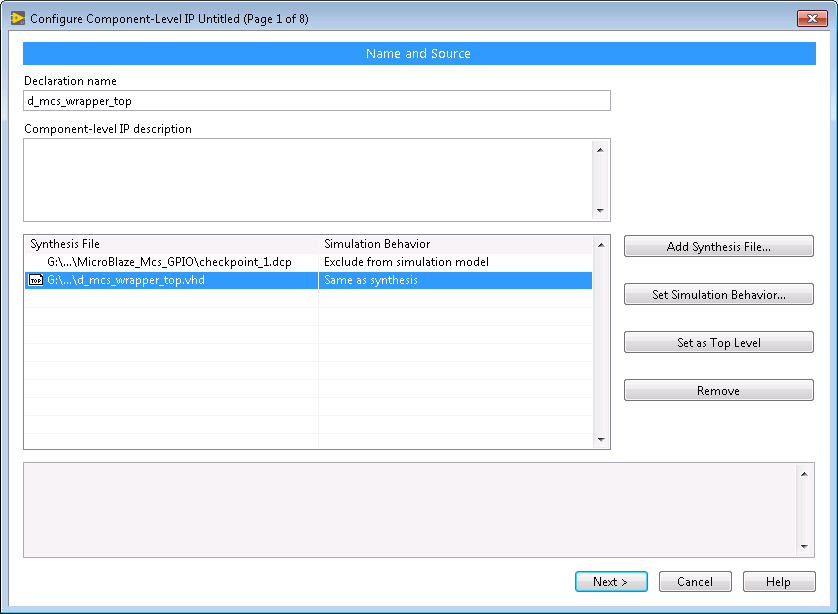 Configure Component-Level IP Untitled (Page 1 of 8)
Name and Source
Declaration name
d_mcs_wrapper_top
Component-level IP description
Synthesis File Simulation Behavior
G:\...\MicroBlaze_Mcs_GPIO\checkpoint_1.dcp Exclude from simulation model
TOP G:\...\d_mcs_wrapper_top.vhd Same as synthesis
Add Synthesis File...
Set Simulation Behavior...
Set as Top Level
Remove
Next > Cancel Help